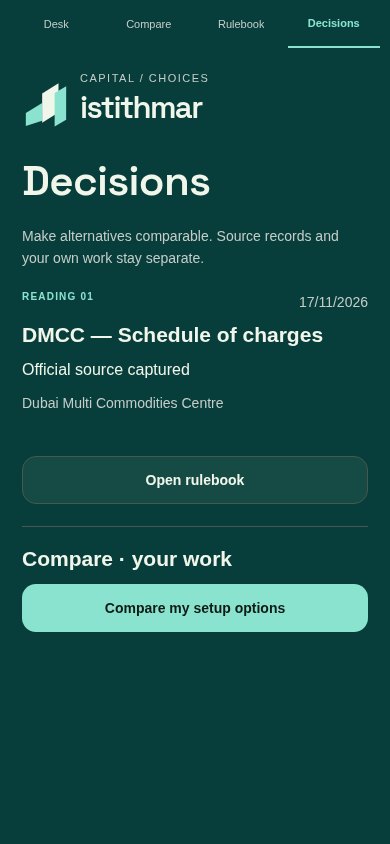 Desk
Compare
Rulebook
Decisions
CAPITAL / CHOICES
istithmar
Decisions
Make alternatives comparable. Source records and
your own work stay separate.
READING 01
17/11/2026
DMCC — Schedule of charges
Official source captured
Dubai Multi Commodities Centre
Open rulebook
Compare · your work
Compare my setup options